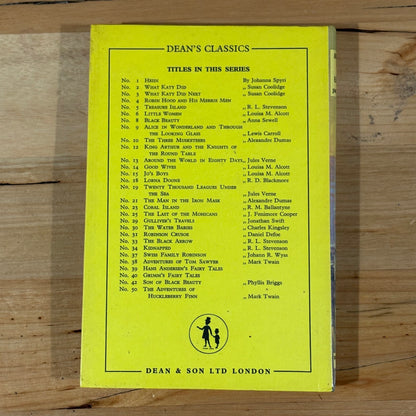 DEAN'S CLASSICS
TITLES IN THIS SERIES
No. 1 Heidi By Johanna Spyri
No. 2 What Katy Did ,, Susan Coolidge
No. 3 What Katy Did Next ,, Susan Coolidge
No. 4 Robin Hood and His Merrie Men
No. 5 Treasure Island ,, R. L. Stevenson
No. 6 Little Women ,, Louisa M. Alcott
No. 8 Black Beauty ,, Anna Sewell
No. 9 Alice in Wonderland and Through
the Looking Glass ,, Lewis Carroll
No. 10 The Three Musketeers ,, Alexandre Dumas
No. 12 King Arthur and the Knights of
the Round Table
No. 13 Around the World in Eighty Days ,, Jules Verne
No. 14 Good Wives ,, Louisa M. Alcott
No. 15 Jo's Boys ,, Louisa M. Alcott
No. 18 Lorna Doone ,, R. D. Blackmore
No. 19 Twenty Thousand Leagues Under
the Sea ,, Jules Verne
No. 21 The Man in the Iron Mask ,, Alexandre Dumas
No. 23 Coral Island ,, R. M. Ballantyne
No. 25 The Last of the Mohicans ,, J. Fenimore Cooper
No. 29 Gulliver's Travels ,, Jonathan Swift
No. 30 The Water Babies ,, Charles Kingsley
No. 31 Robinson Crusoe ,, Daniel Defoe
No. 33 The Black Arrow ,, R. L. Stevenson
No. 34 Kidnapped ,, R. L. Stevenson
No. 37 Swiss Family Robinson ,, Johann R. Wyss
No. 38 Adventures of Tom Sawyer ,, Mark Twain
No. 39 Hans Andersen's Fairy Tales
No. 40 Grimm's Fairy Tales
No. 42 Son of Black Beauty ,, Phyllis Briggs
No. 50 The Adventures of
Huckleberry Finn ,, Mark Twain
DEAN & SON LTD LONDON